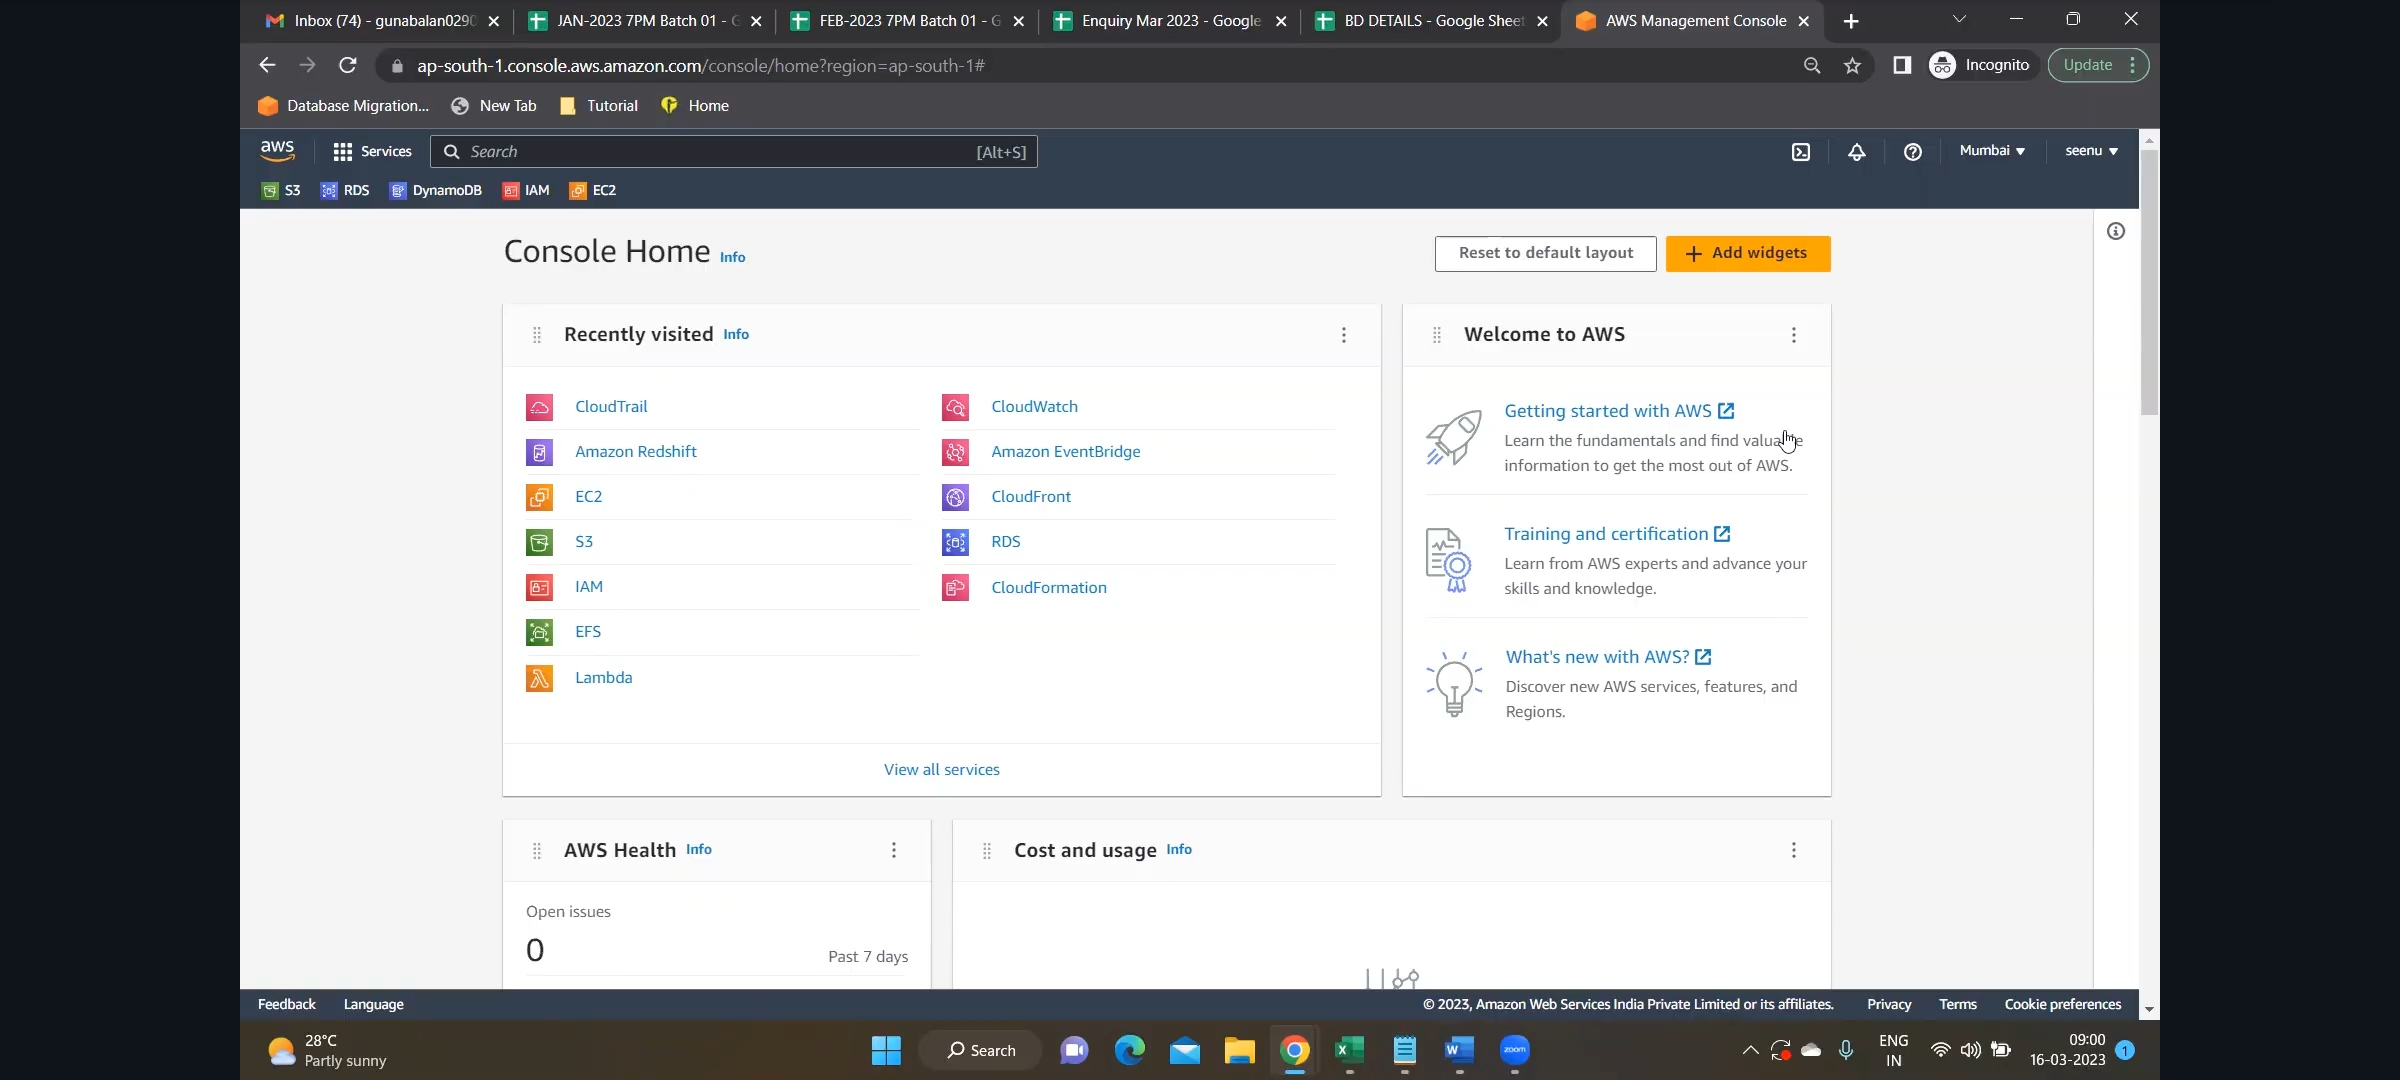 Inbox (74) - gunabalan0290
JAN-2023 7PM Batch 01 - G
FEB-2023 7PM Batch 01 - G
Enquiry Mar 2023 - Google
BD DETAILS - Google Sheet
AWS Management Console
ap-south-1.console.aws.amazon.com/console/home?region=ap-south-1#
Incognito
Update
Database Migration...
New Tab
Tutorial
Home
aws
Services
Search
[Alt+S]
Mumbai
seenu
S3
RDS
DynamoDB
IAM
EC2
Console Home Info
Reset to default layout
Add widgets
Recently visited Info
CloudTrail
Amazon Redshift
EC2
S3
IAM
EFS
Lambda
CloudWatch
Amazon EventBridge
CloudFront
RDS
CloudFormation
View all services
Welcome to AWS
Getting started with AWS
Learn the fundamentals and find valuable
information to get the most out of AWS.
Training and certification
Learn from AWS experts and advance your
skills and knowledge.
What's new with AWS?
Discover new AWS services, features, and
Regions.
AWS Health Info
Open issues
0
Past 7 days
Cost and usage Info
Feedback
Language
© 2023, Amazon Web Services India Private Limited or its affiliates.
Privacy
Terms
Cookie preferences
28°C
Partly sunny
Search
zoom
ENG
IN
09:00
16-03-2023
1